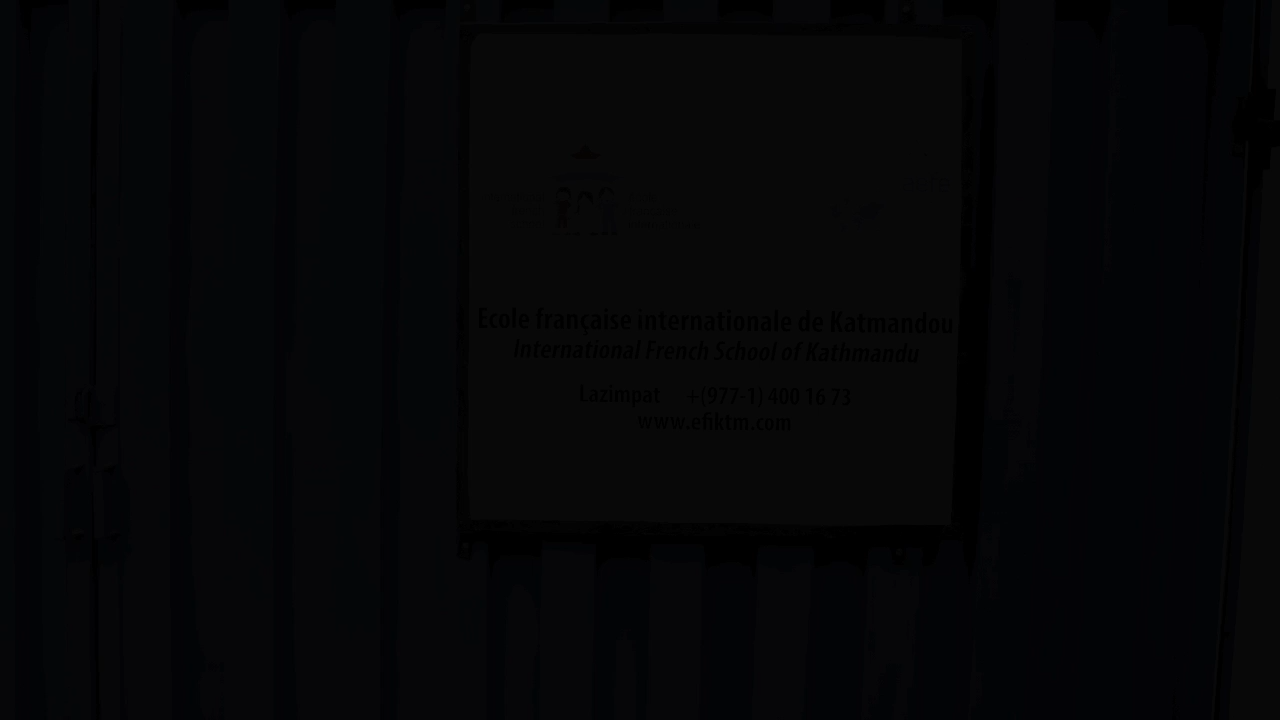 Ecole française internationale de Katmandou
International French School of Kathmandu
Lazimpat +(977-1) 400 16 73
www.efiktm.com